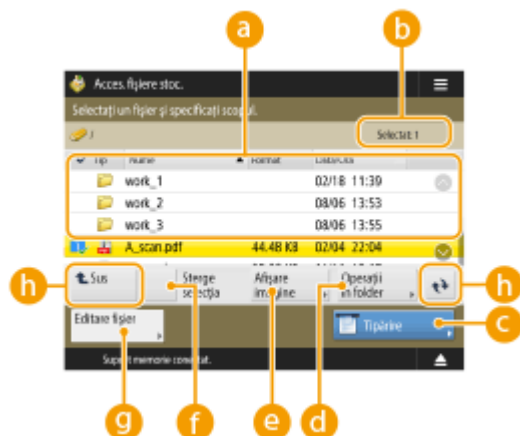 a
b
Acces. fişiere stoc.
Selectaţi un fişier şi specificaţi scopul.
/
Selectat: 1
Tip Nume Format Data/Ora
work_1 02/18 11:39
work_2 08/06 13:53
work_3 08/06 13:55
A_scan.pdf 44.48 KB 02/04 22:04
h
Sus
Şterge selecţia
Afişare imagine
Operaţii în folder
h
Editare fişier
Tipărire
c
Suport memorie conectat.
g
f
e
d